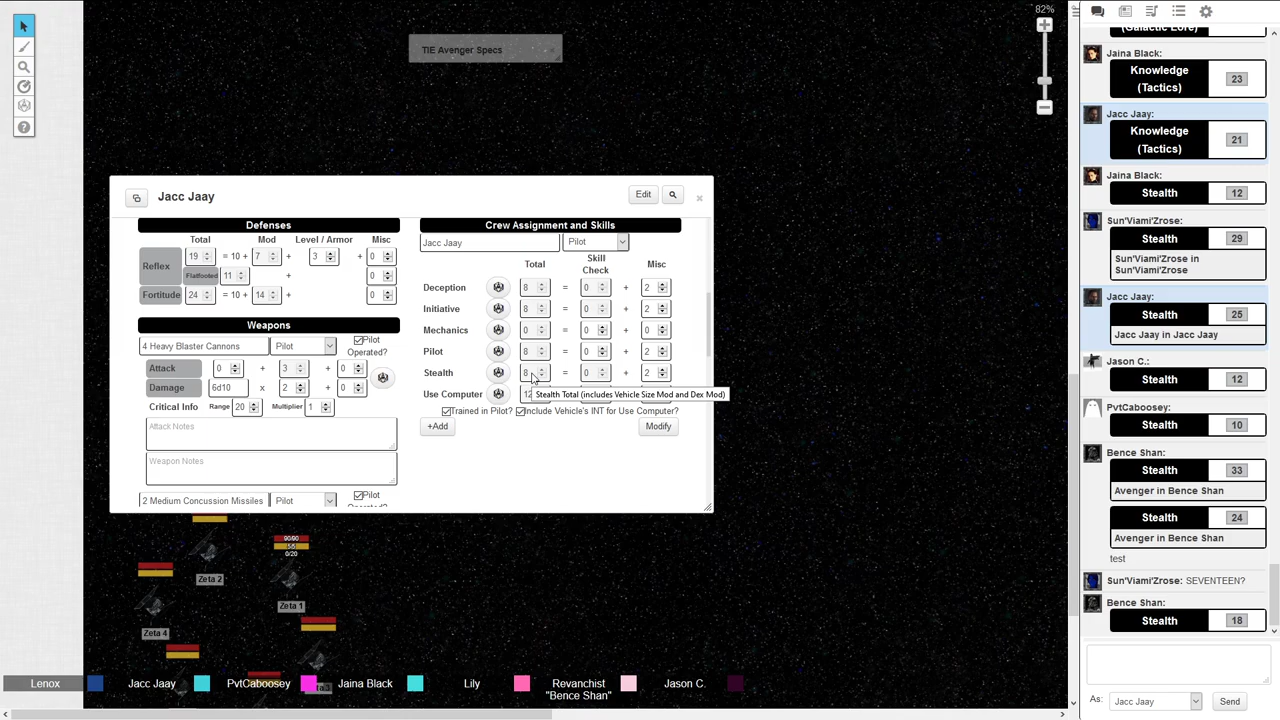 82%
TIE Avenger Specs
Jacc Jaay
Edit
Defenses
Total Mod Level / Armor Misc
Reflex 19 = 10 + 7 + 3 + 0
Flatfooted 11 + 0
Fortitude 24 = 10 + 14 + 0
Weapons
4 Heavy Blaster Cannons Pilot Pilot Operated?
Attack 0 + 3 + 0
Damage 6d10 x 2 + 0
Critical Info Range 20 Multiplier 1
Attack Notes
Weapon Notes
2 Medium Concussion Missiles Pilot Pilot
Crew Assignment and Skills
Jacc Jaay Pilot
Total Skill Check Misc
Deception 8 = 0 + 2
Initiative 8 = 0 + 2
Mechanics 0 = 0 + 0
Pilot 8 = 0 + 2
Stealth 8 = 0 + 2
Use Computer 12
Stealth Total (includes Vehicle Size Mod and Dex Mod)
Trained in Pilot? Include Vehicle's INT for Use Computer?
+Add Modify
90/90
0/20
Zeta 2
Zeta 1
Zeta 4
Lenox
Jacc Jaay
PvtCaboosey
Jaina Black
Lily
Revanchist
"Bence Shan"
Jason C.
(Galactic Lore)
Jaina Black:
Knowledge
(Tactics)
23
Jacc Jaay:
Knowledge
(Tactics)
21
Jaina Black:
Stealth 12
Sun'Viami'Zrose:
Stealth 29
Sun'Viami'Zrose in
Sun'Viami'Zrose
Jacc Jaay:
Stealth 25
Jacc Jaay in Jacc Jaay
Jason C.:
Stealth 12
PvtCaboosey:
Stealth 10
Bence Shan:
Stealth 33
Avenger in Bence Shan
Stealth 24
Avenger in Bence Shan
test
Sun'Viami'Zrose: SEVENTEEN?
Bence Shan:
Stealth 18
As: Jacc Jaay Send